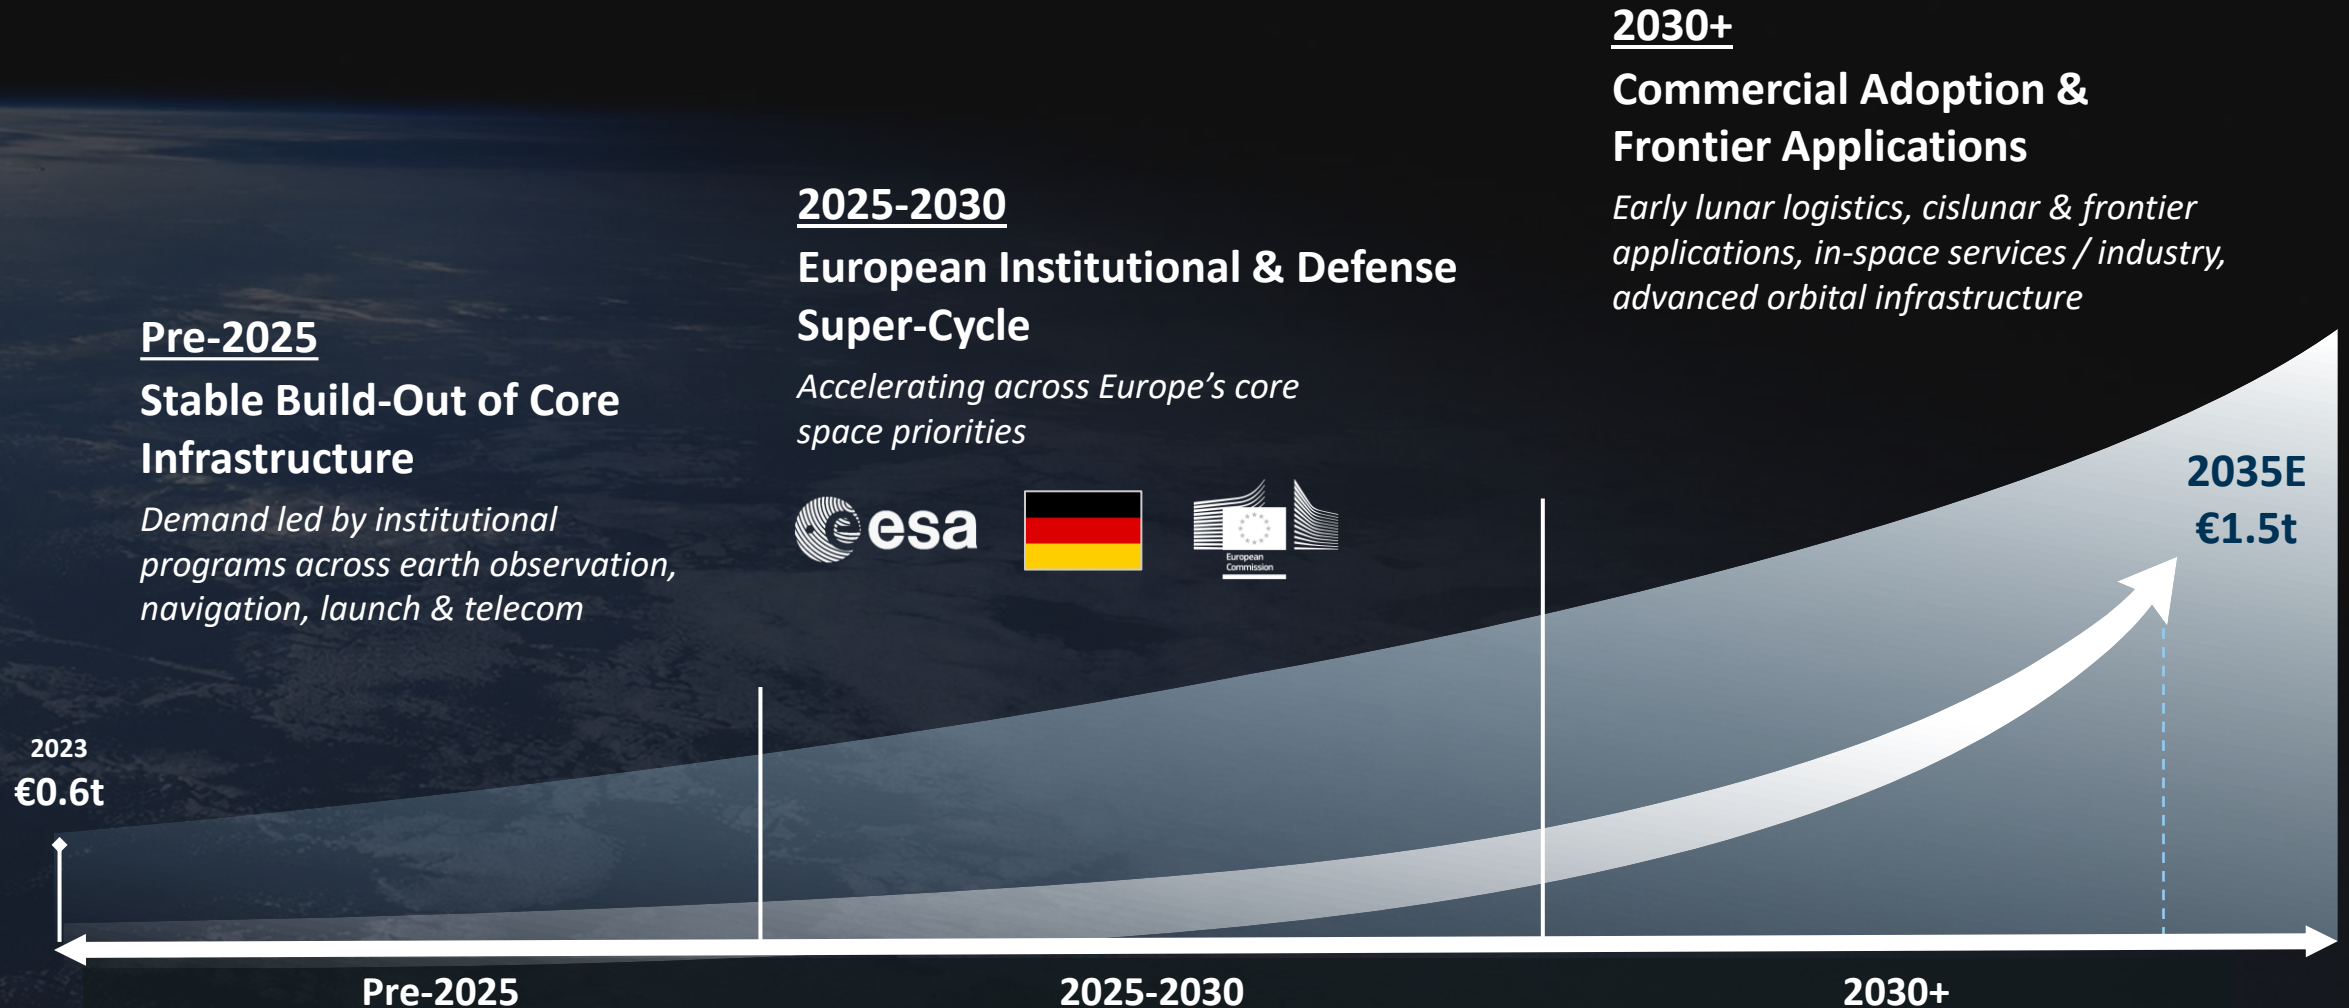 Pre-2025
Stable Build-Out of Core
Infrastructure
Demand led by institutional
programs across earth observation,
navigation, launch & telecom
2025-2030
European Institutional & Defense
Super-Cycle
Accelerating across Europe’s core
space priorities
esa
European
Commission
2030+
Commercial Adoption &
Frontier Applications
Early lunar logistics, cislunar & frontier
applications, in-space services / industry,
advanced orbital infrastructure
2023
€0.6t
2035E
€1.5t
Pre-2025
2025-2030
2030+